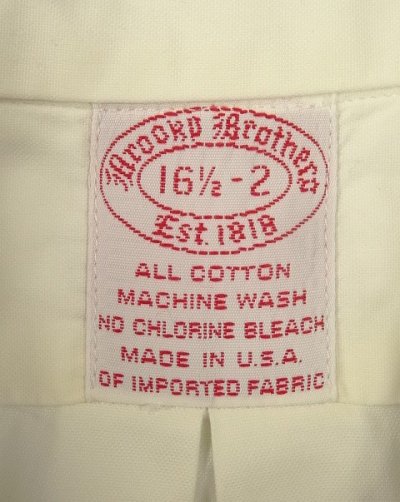 Brooks Brothers
16½-2
Est. 1818
ALL COTTON
MACHINE WASH
NO CHLORINE BLEACH
MADE IN U.S.A.
OF IMPORTED FABRIC